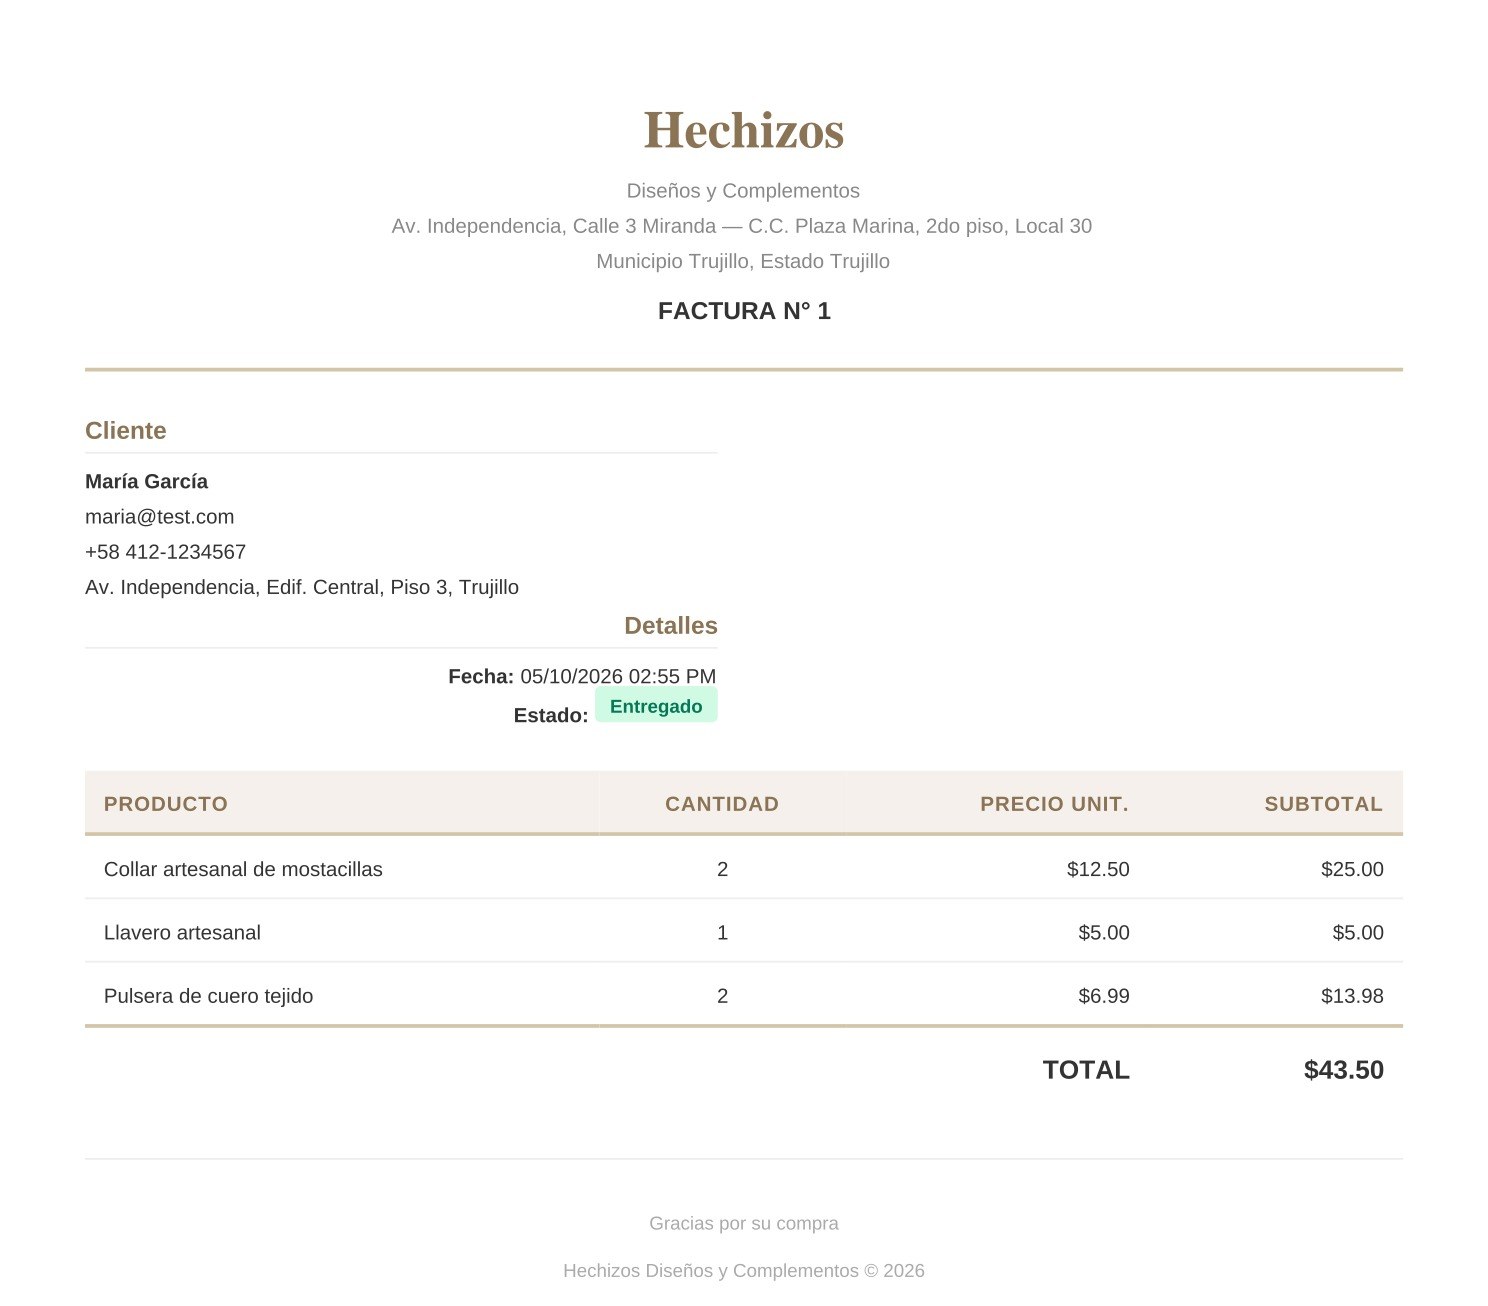 Hechizos
Diseños y Complementos
Av. Independencia, Calle 3 Miranda — C.C. Plaza Marina, 2do piso, Local 30
Municipio Trujillo, Estado Trujillo
FACTURA N° 1
Cliente
María García
maria@test.com
+58 412-1234567
Av. Independencia, Edif. Central, Piso 3, Trujillo
Detalles
Fecha: 05/10/2026 02:55 PM
Estado: Entregado
PRODUCTO CANTIDAD PRECIO UNIT. SUBTOTAL
Collar artesanal de mostacillas 2 $12.50 $25.00
Llavero artesanal 1 $5.00 $5.00
Pulsera de cuero tejido 2 $6.99 $13.98
TOTAL $43.50
Gracias por su compra
Hechizos Diseños y Complementos © 2026